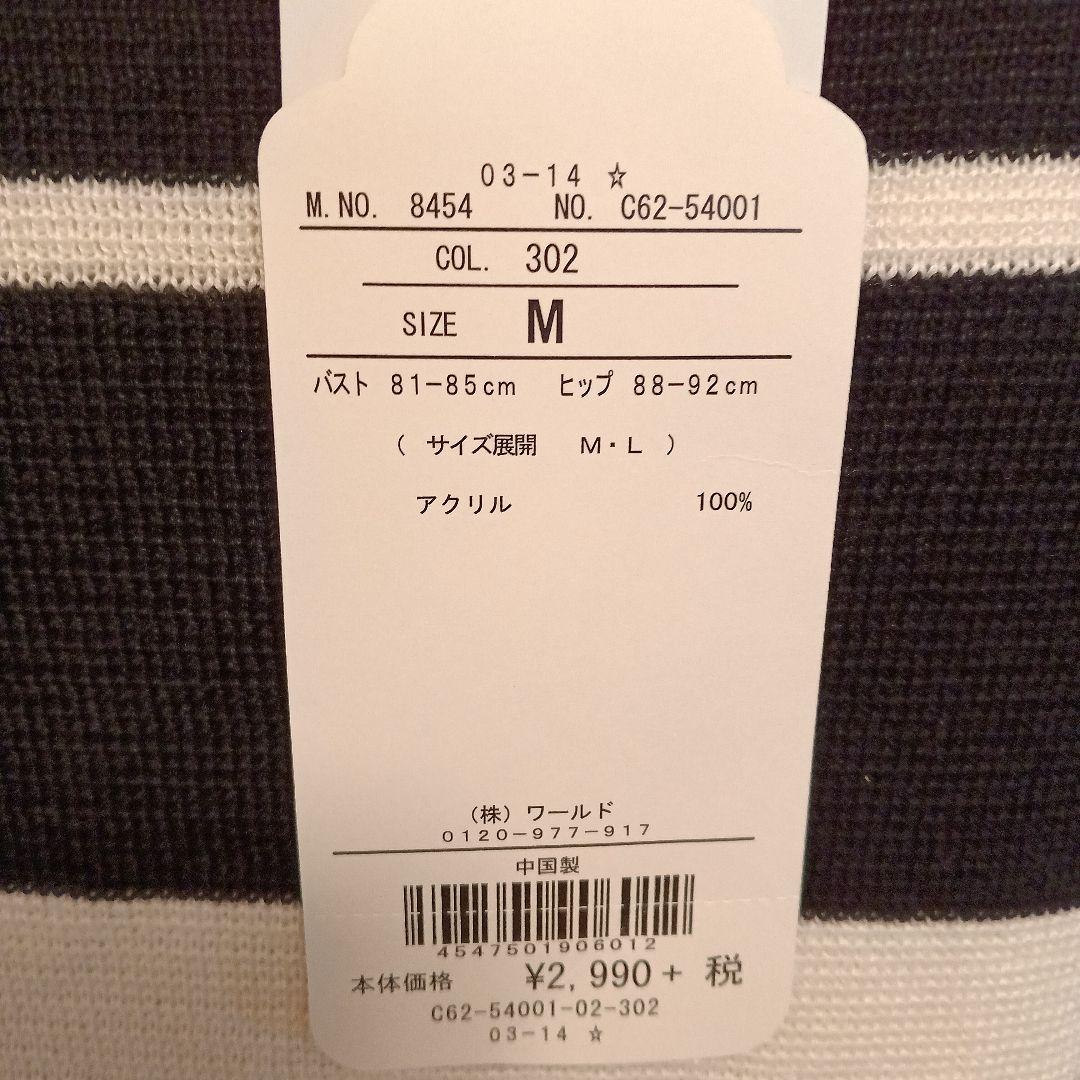 03-14 ☆
M.NO. 8454 NO. C62-54001
COL. 302
SIZE M
バスト 81-85cm ヒップ 88-92cm
( サイズ展開 M・L )
アクリル 100%
(株)ワールド
0120-977-917
中国製
4547501906012
本体価格 ¥2,990+ 税
C62-54001-02-302
03-14 ☆